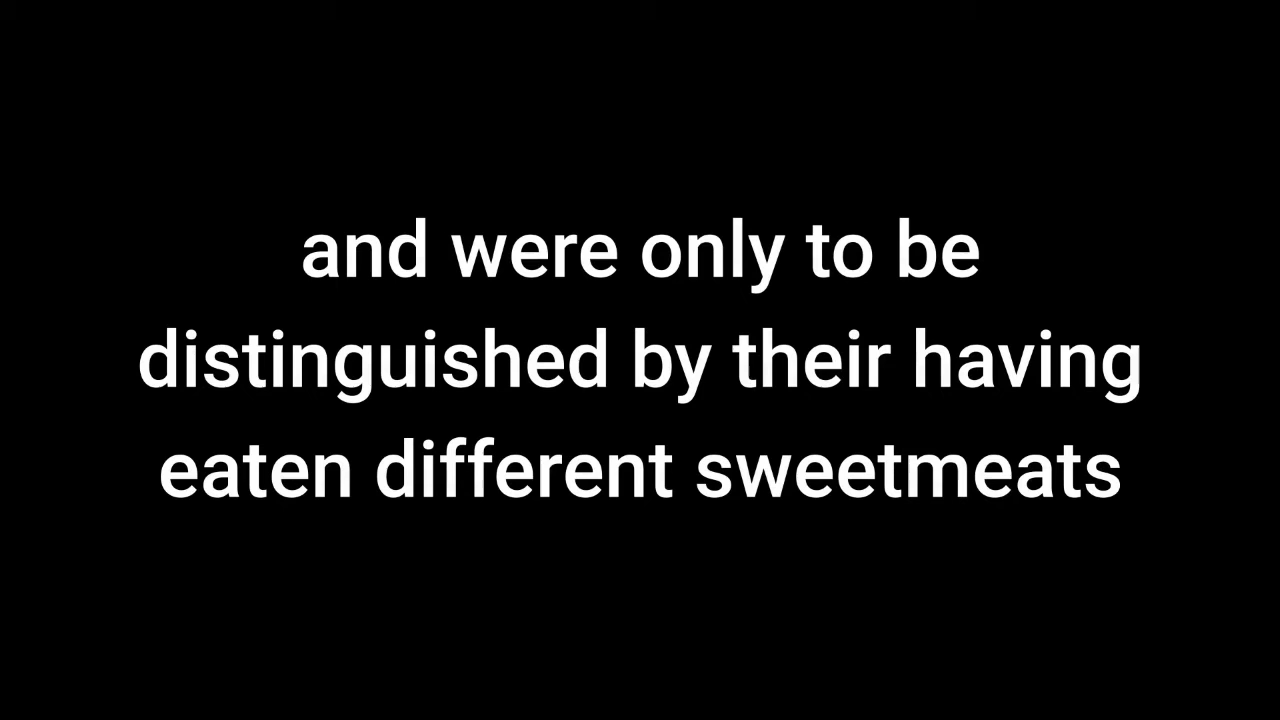 and were only to be
distinguished by their having
eaten different sweetmeats